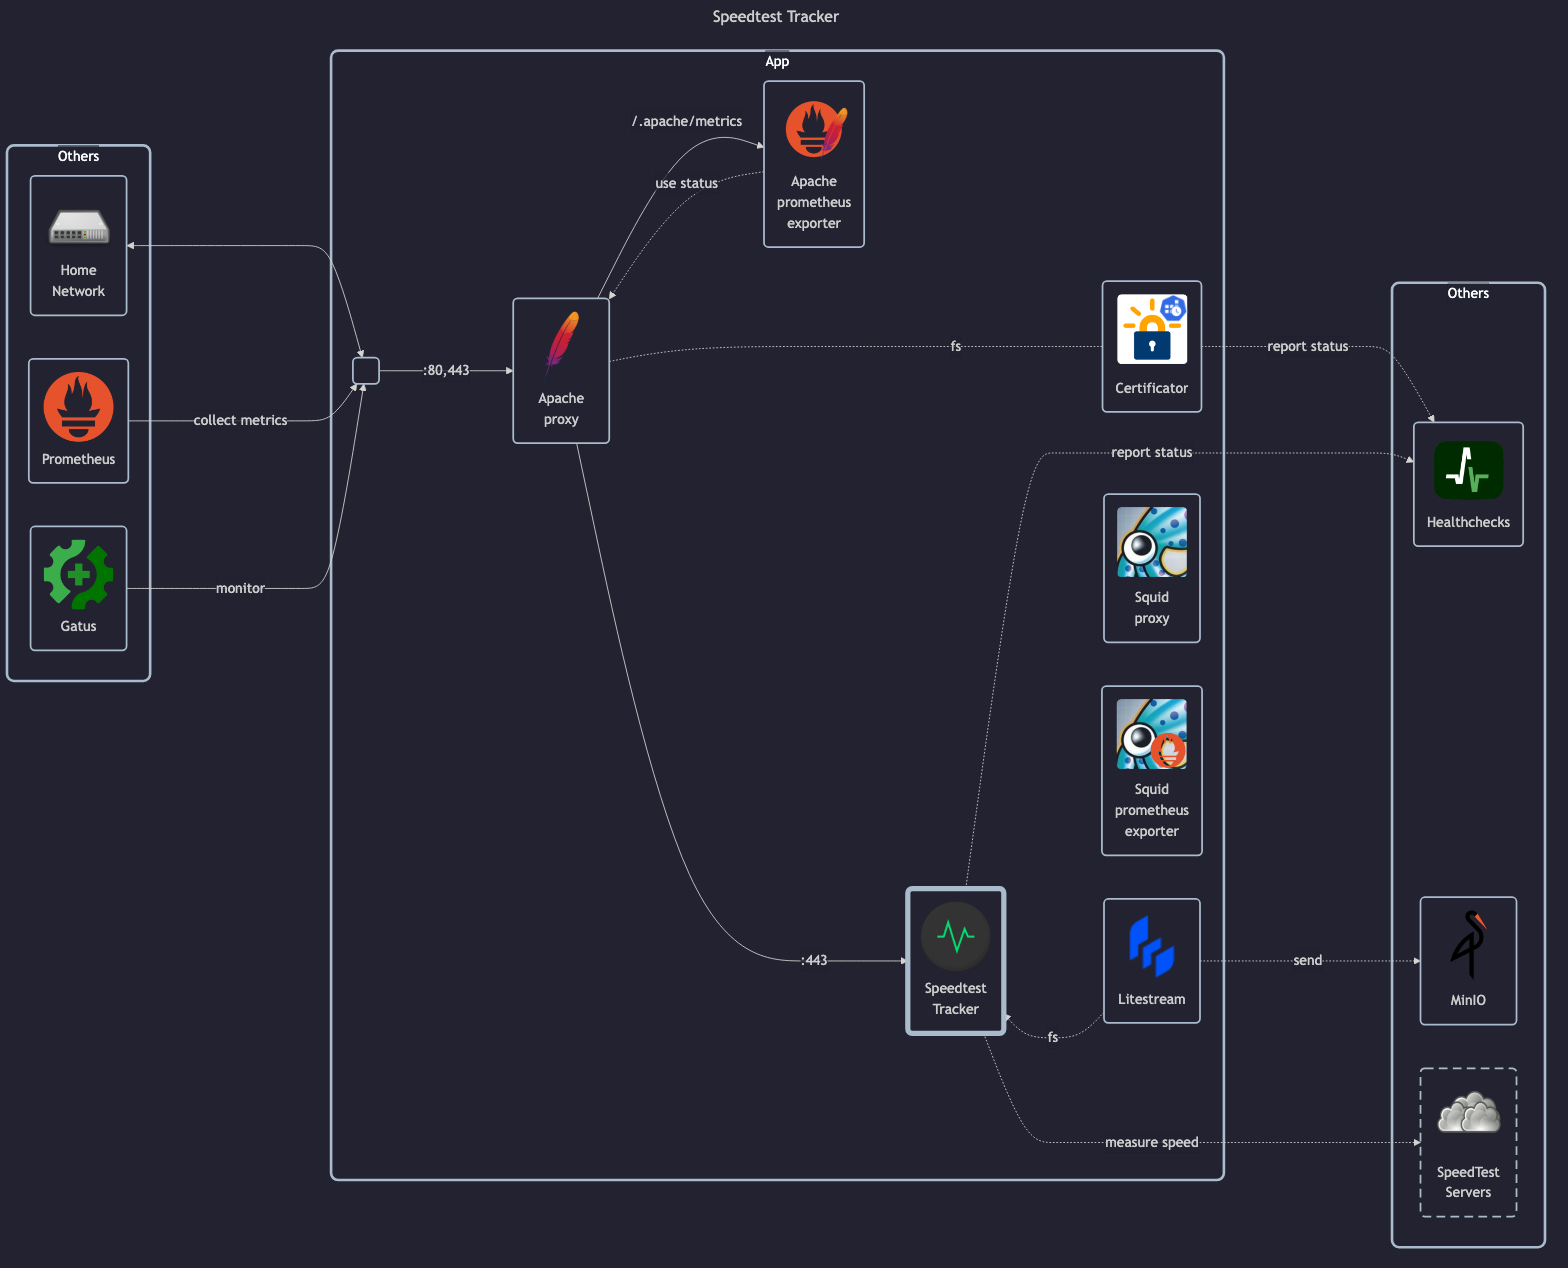 Speedtest Tracker
App
/.apache/metrics
use status
Apache
prometheus
exporter
Others
Home
Network
Prometheus
collect metrics
Gatus
monitor
:80,443
Apache
proxy
fs
Certificator
report status
Others
report status
Healthchecks
Squid
proxy
Squid
prometheus
exporter
:443
Speedtest
Tracker
Litestream
fs
send
MinIO
measure speed
SpeedTest
Servers